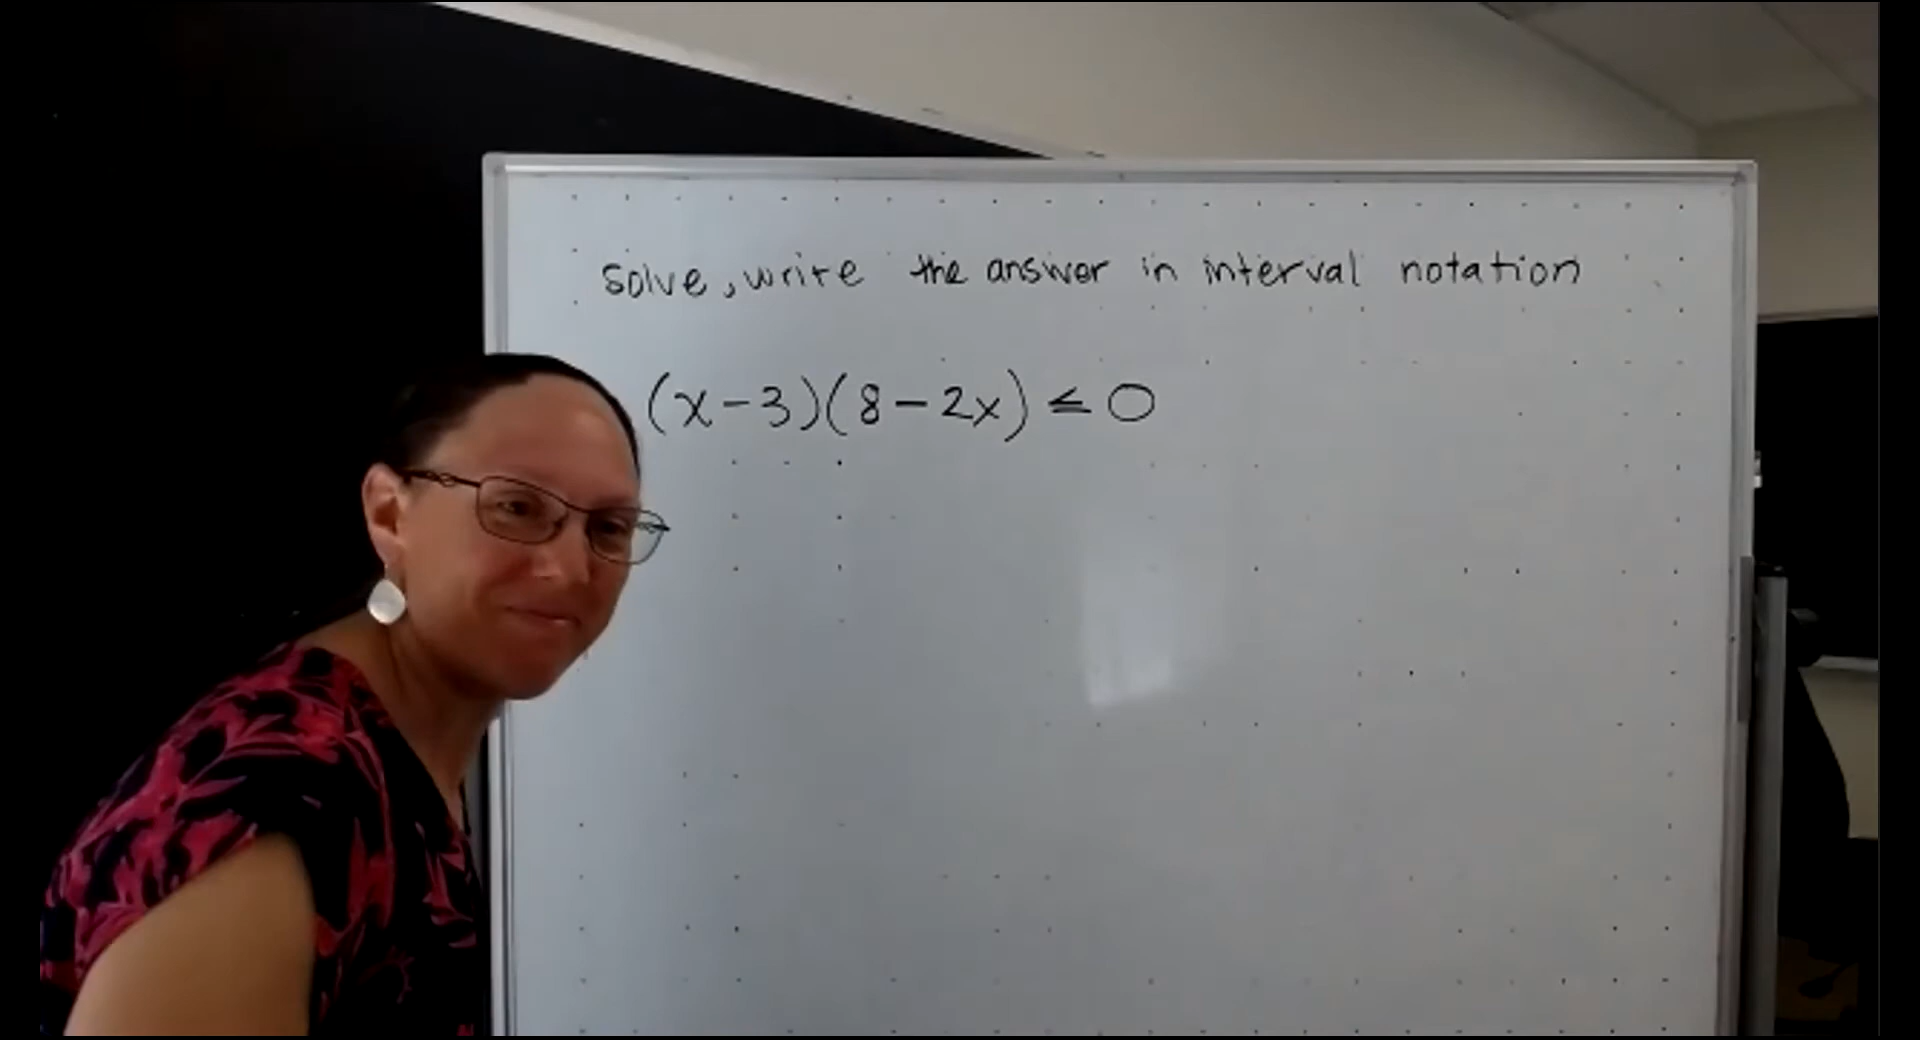 Solve, write the answer in interval notation
(x-3)(8-2x) ≤ 0